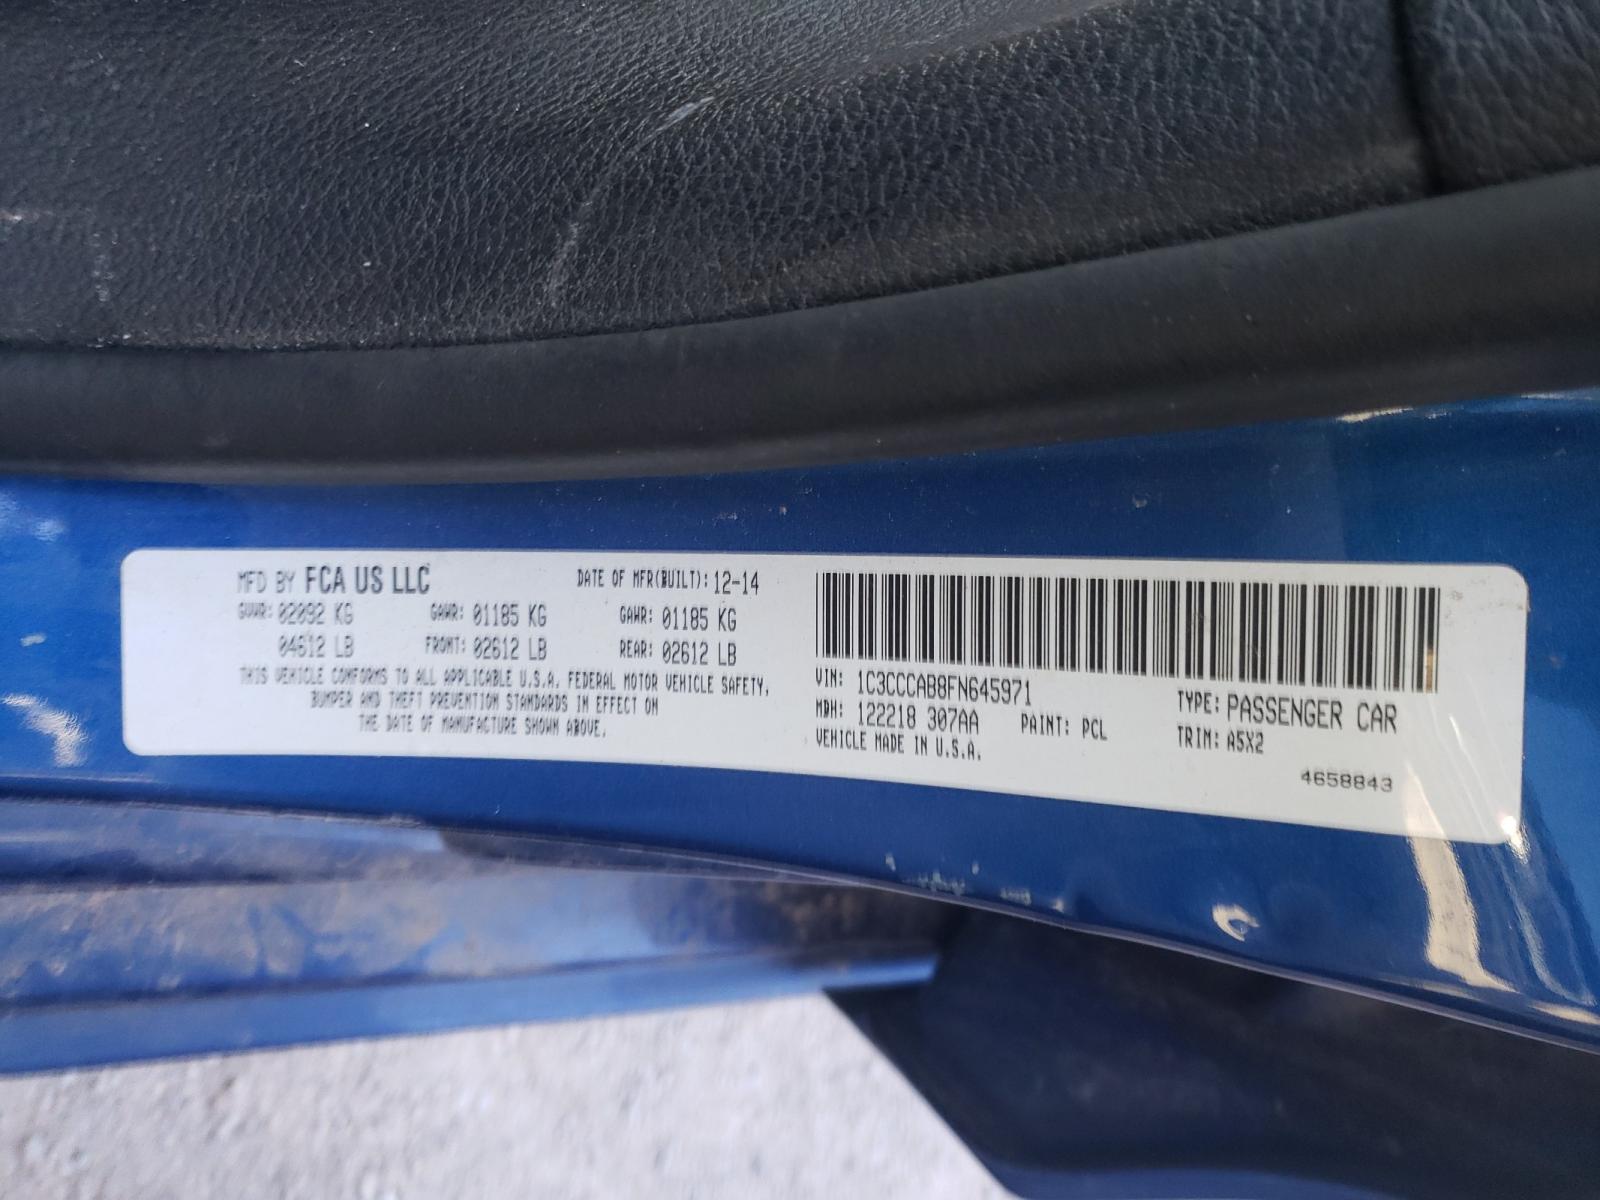 MFD BY FCA US LLC DATE OF MFR(BUILT): 12-14
GVWR: 02092 KG GAWR: 01185 KG GAWR: 01185 KG
04612 LB FRONT: 02612 LB REAR: 02612 LB
THIS VEHICLE CONFORMS TO ALL APPLICABLE U.S.A. FEDERAL MOTOR VEHICLE SAFETY,
BUMPER AND THEFT PREVENTION STANDARDS IN EFFECT ON
THE DATE OF MANUFACTURE SHOWN ABOVE.
VIN: 1C3CCCAB8FN645971 TYPE: PASSENGER CAR
MDH: 122218 307AA PAINT: PCL TRIM: A5X2
VEHICLE MADE IN U.S.A.
4658843